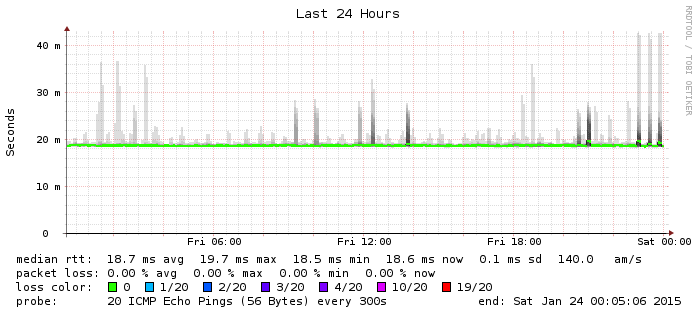 Last 24 Hours
RRDTOOL / TOBI OETIKER
Seconds
40 m
30 m
20 m
10 m
0
Fri 06:00 Fri 12:00 Fri 18:00 Sat 00:00
median rtt: 18.7 ms avg 19.7 ms max 18.5 ms min 18.6 ms now 0.1 ms sd 140.0 am/s
packet loss: 0.00 % avg 0.00 % max 0.00 % min 0.00 % now
loss color: 0 1/20 2/20 3/20 4/20 10/20 19/20
probe: 20 ICMP Echo Pings (56 Bytes) every 300s end: Sat Jan 24 00:05:06 2015